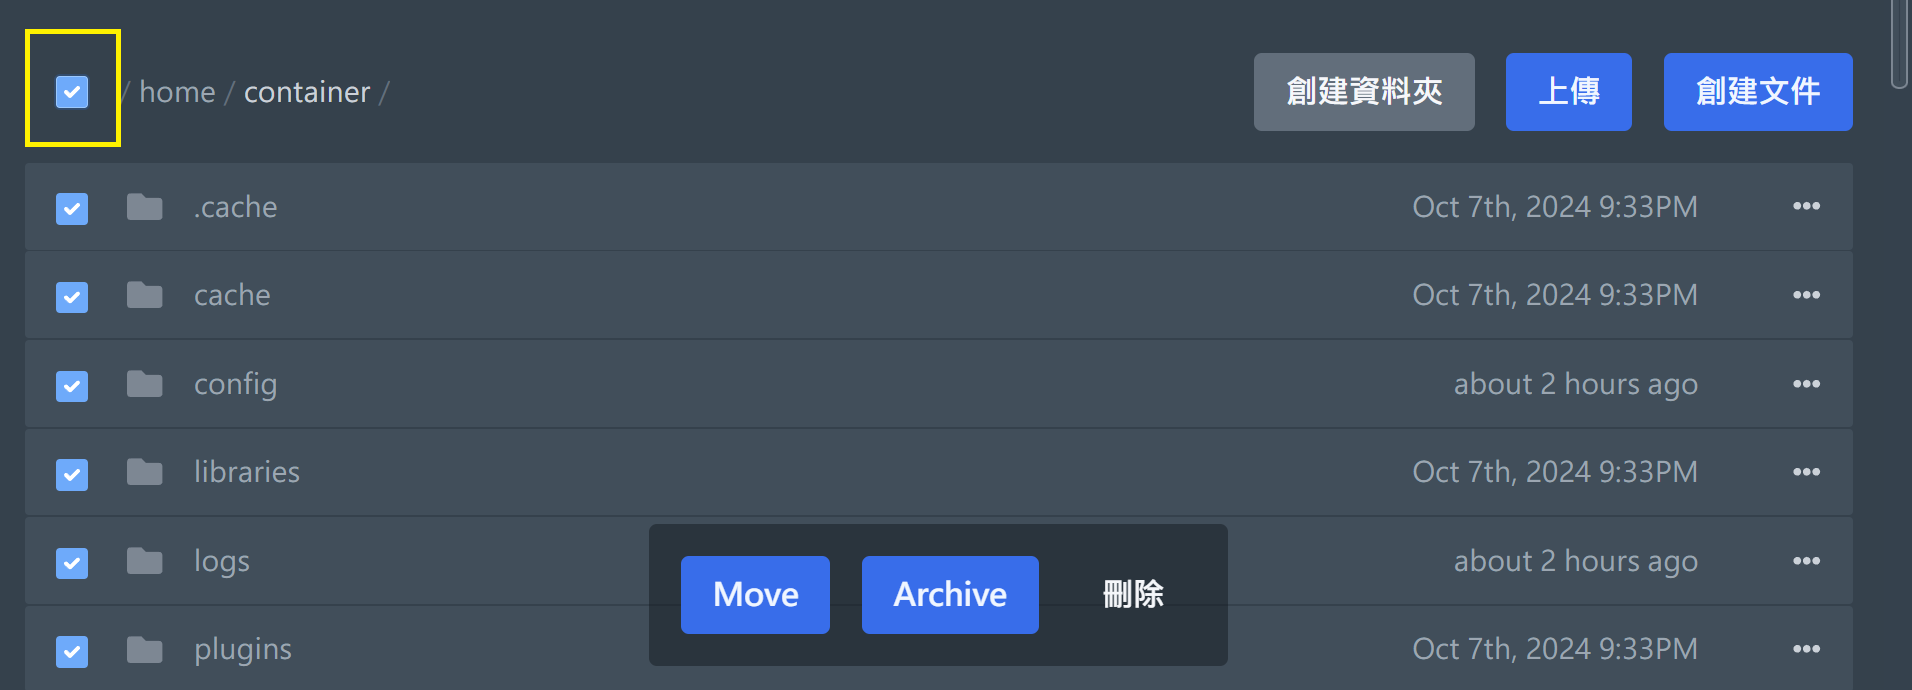 / home / container /
創建資料夾
上傳
創建文件
.cache
Oct 7th, 2024 9:33PM
cache
Oct 7th, 2024 9:33PM
config
about 2 hours ago
libraries
Oct 7th, 2024 9:33PM
logs
about 2 hours ago
Move
Archive
刪除
plugins
Oct 7th, 2024 9:33PM